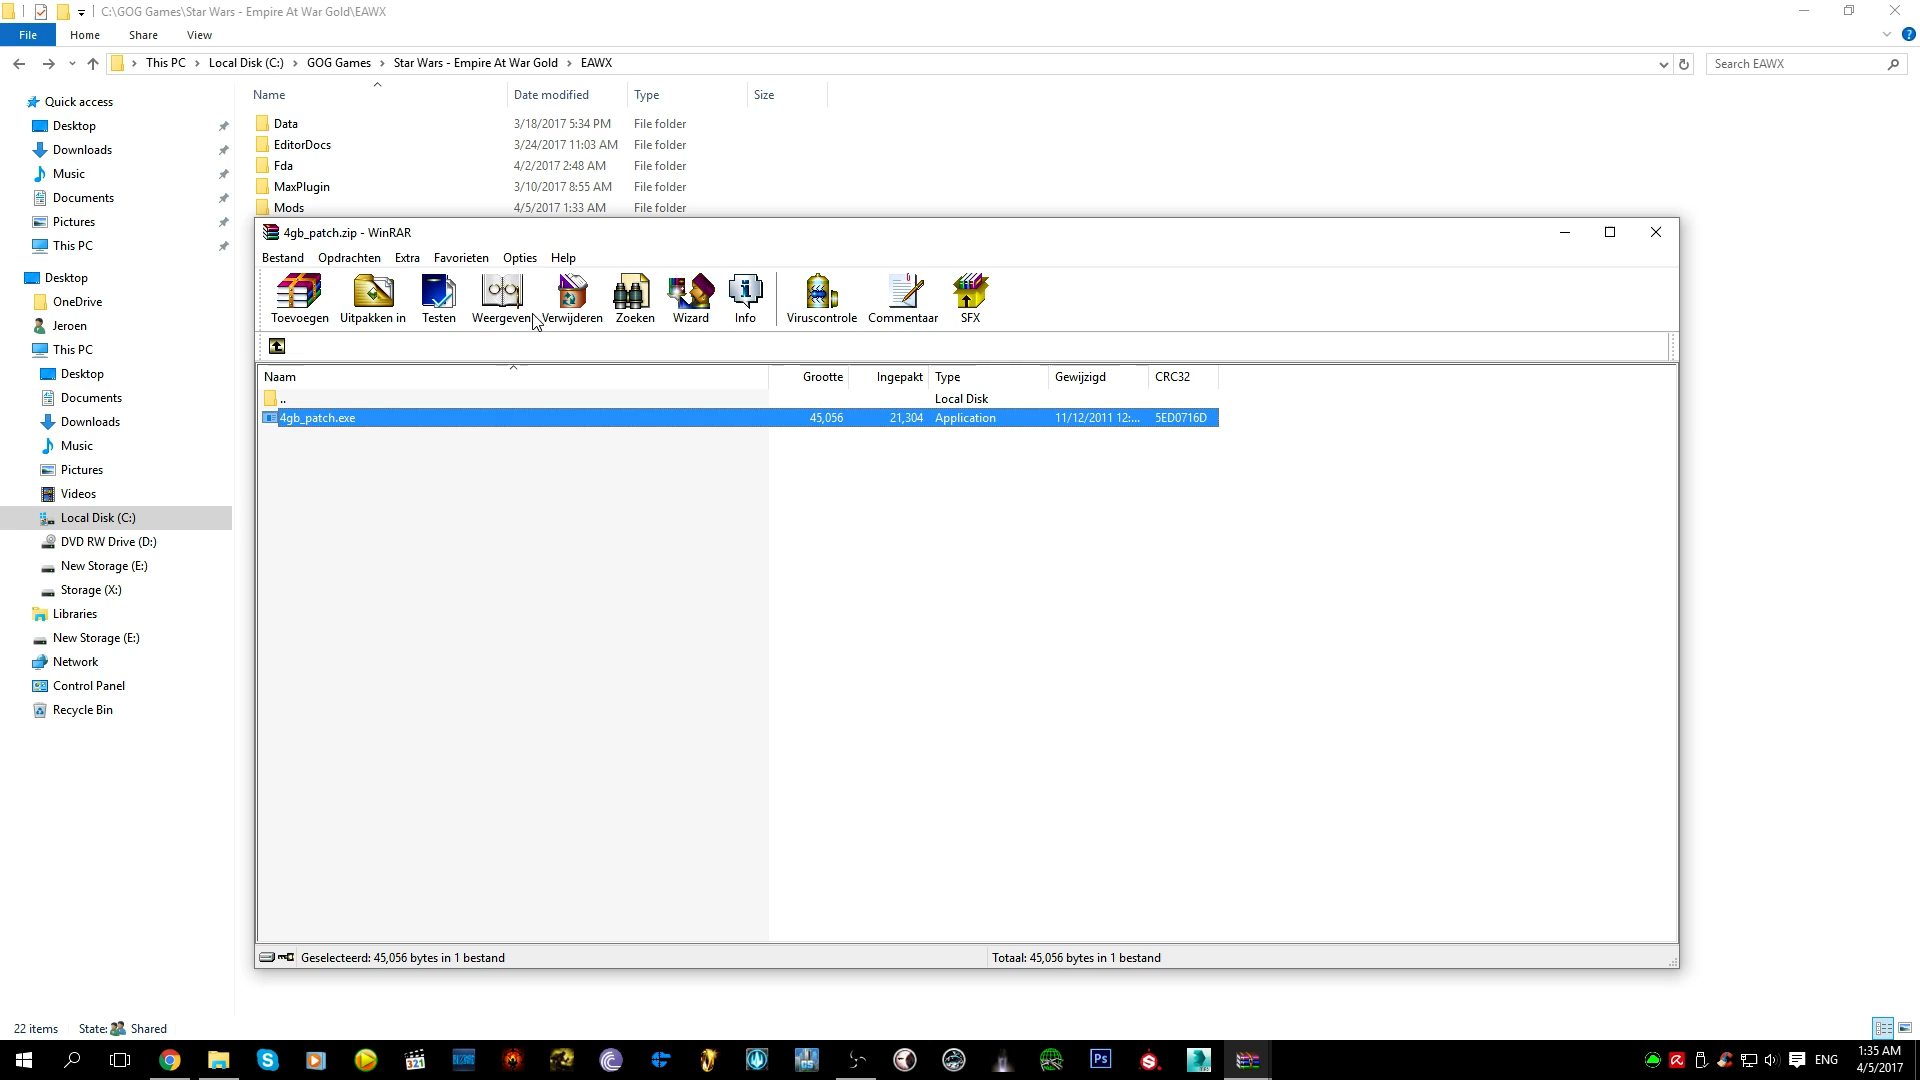 C:\GOG Games\Star Wars - Empire At War Gold\EAWX
File Home Share View
This PC Local Disk (C:) GOG Games Star Wars - Empire At War Gold EAWX
Search EAWX
Name Date modified Type Size
Data 3/18/2017 5:34 PM File folder
EditorDocs 3/24/2017 11:03 AM File folder
Fda 4/2/2017 2:48 AM File folder
MaxPlugin 3/10/2017 8:55 AM File folder
Mods 4/5/2017 1:33 AM File folder
Quick access
Desktop
Downloads
Music
Documents
Pictures
This PC
Desktop
OneDrive
Jeroen
This PC
Desktop
Documents
Downloads
Music
Pictures
Videos
Local Disk (C:)
DVD RW Drive (D:)
New Storage (E:)
Storage (X:)
Libraries
New Storage (E:)
Network
Control Panel
Recycle Bin
4gb_patch.zip - WinRAR
Bestand Opdrachten Extra Favorieten Opties Help
Toevoegen Uitpakken in Testen Weergeven Verwijderen Zoeken Wizard Info Viruscontrole Commentaar SFX
Naam Grootte Ingepakt Type Gewijzigd CRC32
.. Local Disk
4gb_patch.exe 45,056 21,304 Application 11/12/2011 12:... 5ED0716D
Geselecteerd: 45,056 bytes in 1 bestand
Totaal: 45,056 bytes in 1 bestand
22 items State: Shared
321
Ps
ENG
1:35 AM
4/5/2017